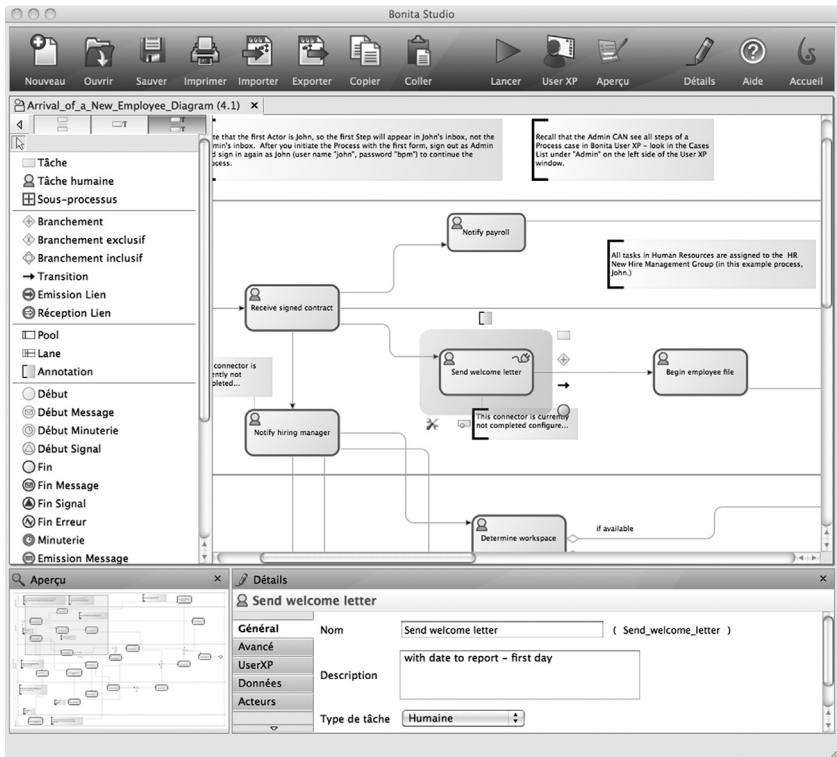 Bonita Studio
Nouveau Ouvrir Sauver Imprimer Importer Exporter Copier Coller Lancer User XP Aperçu Détails Aide Accueil
Arrival_of_a_New_Employee_Diagram (4.1)
te that the first Actor is John, so the first Step will appear in John's inbox, not the
min's inbox. After you initiate the Process with the first form, sign out as Admin
d sign in again as John (user name "john", password "bpm") to continue the
ocess.
Recall that the Admin CAN see all steps of a
Process case in Bonita User XP - look in the Cases
List under "Admin" on the left side of the User XP
window.
Tâche
Tâche humaine
Sous-processus
Branchement
Branchement exclusif
Branchement inclusif
Transition
Emission Lien
Réception Lien
Pool
Lane
Annotation
Début
Début Message
Début Minuterie
Début Signal
Fin
Fin Message
Fin Signal
Fin Erreur
Minuterie
Emission Message
Notify payroll
All tasks in Human Resources are assigned to the HR
New Hire Management Group (in this example process,
John.)
Receive signed contract
connector is
ently not
pleted...
Send welcome letter
Begin employee file
This connector is currently
not completed configure...
Notify hiring manager
Determine workspace
if available
Aperçu
Détails
Send welcome letter
Général
Avancé
UserXP
Données
Acteurs
Nom Send welcome letter ( Send_welcome_letter )
Description with date to report - first day
Type de tâche Humaine